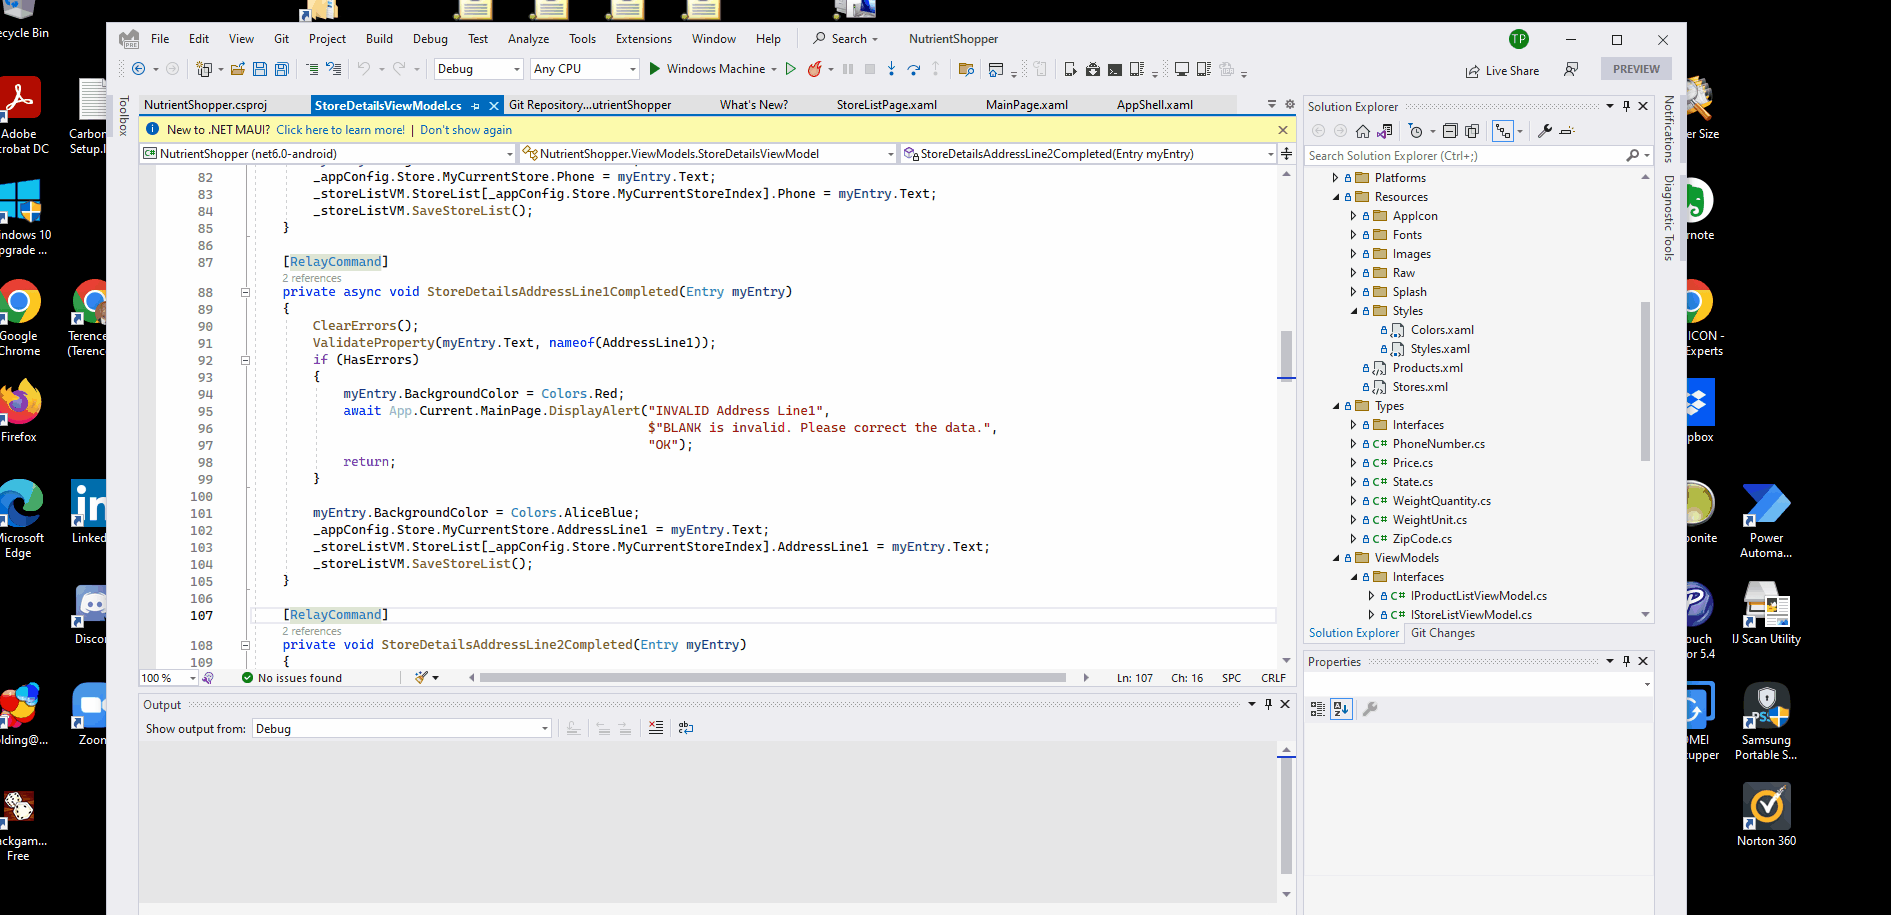 File Edit View Git Project Build Debug Test Analyze Tools Extensions Window Help Search NutrientShopper TP
Debug Any CPU Windows Machine Live Share PREVIEW
NutrientShopper.csproj StoreDetailsViewModel.cs Git Repository...utrientShopper What's New? StoreListPage.xaml MainPage.xaml AppShell.xaml
New to .NET MAUI? Click here to learn more! | Don't show again
NutrientShopper (net6.0-android) NutrientShopper.ViewModels.StoreDetailsViewModel StoreDetailsAddressLine2Completed(Entry myEntry)
Toolbox
82 _appConfig.Store.MyCurrentStore.Phone = myEntry.Text;
83 _storeListVM.StoreList[_appConfig.Store.MyCurrentStoreIndex].Phone = myEntry.Text;
84 _storeListVM.SaveStoreList();
85 }
86
87 [RelayCommand]
2 references
88 private async void StoreDetailsAddressLine1Completed(Entry myEntry)
89 {
90 ClearErrors();
91 ValidateProperty(myEntry.Text, nameof(AddressLine1));
92 if (HasErrors)
93 {
94 myEntry.BackgroundColor = Colors.Red;
95 await App.Current.MainPage.DisplayAlert("INVALID Address Line1",
96 $"BLANK is invalid. Please correct the data.",
97 "OK");
98 return;
99 }
100
101 myEntry.BackgroundColor = Colors.AliceBlue;
102 _appConfig.Store.MyCurrentStore.AddressLine1 = myEntry.Text;
103 _storeListVM.StoreList[_appConfig.Store.MyCurrentStoreIndex].AddressLine1 = myEntry.Text;
104 _storeListVM.SaveStoreList();
105 }
106
107 [RelayCommand]
2 references
108 private void StoreDetailsAddressLine2Completed(Entry myEntry)
109 {
100 % No issues found Ln: 107 Ch: 16 SPC CRLF
Output
Show output from: Debug
Solution Explorer
Search Solution Explorer (Ctrl+;)
Platforms
Resources
AppIcon
Fonts
Images
Raw
Splash
Styles
Colors.xaml
Styles.xaml
Products.xml
Stores.xml
Types
Interfaces
C# PhoneNumber.cs
C# Price.cs
C# State.cs
C# WeightQuantity.cs
C# WeightUnit.cs
C# ZipCode.cs
ViewModels
Interfaces
C# IProductListViewModel.cs
C# IStoreListViewModel.cs
Solution Explorer Git Changes
Properties
Notifications
Diagnostic Tools
ecycle Bin
Adobe
crobat DC
Carbon
Setup.l
indows 10
pgrade ...
Google
Chrome
Terence
(Terenc
Firefox
Microsoft
Edge
Linked
Discor
olding@...
Zoom
ackgam...
Free
er Size
rnote
ICON -
Experts
pbox
onite
Power
Automa...
ouch
or 5.4
IJ Scan Utility
OMEI
cupper
Samsung
Portable S...
Norton 360